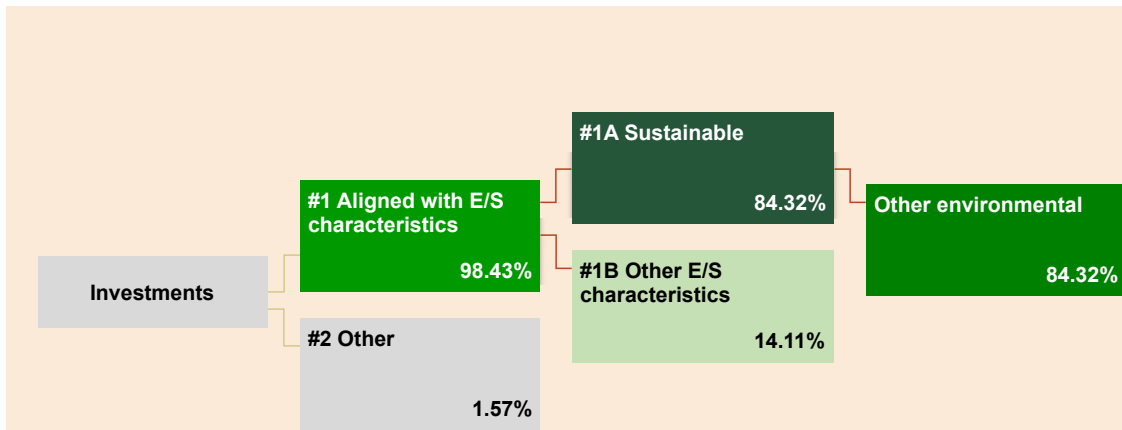 Investments
#1 Aligned with E/S
characteristics
98.43%
#2 Other
1.57%
#1A Sustainable
84.32%
#1B Other E/S
characteristics
14.11%
Other environmental
84.32%